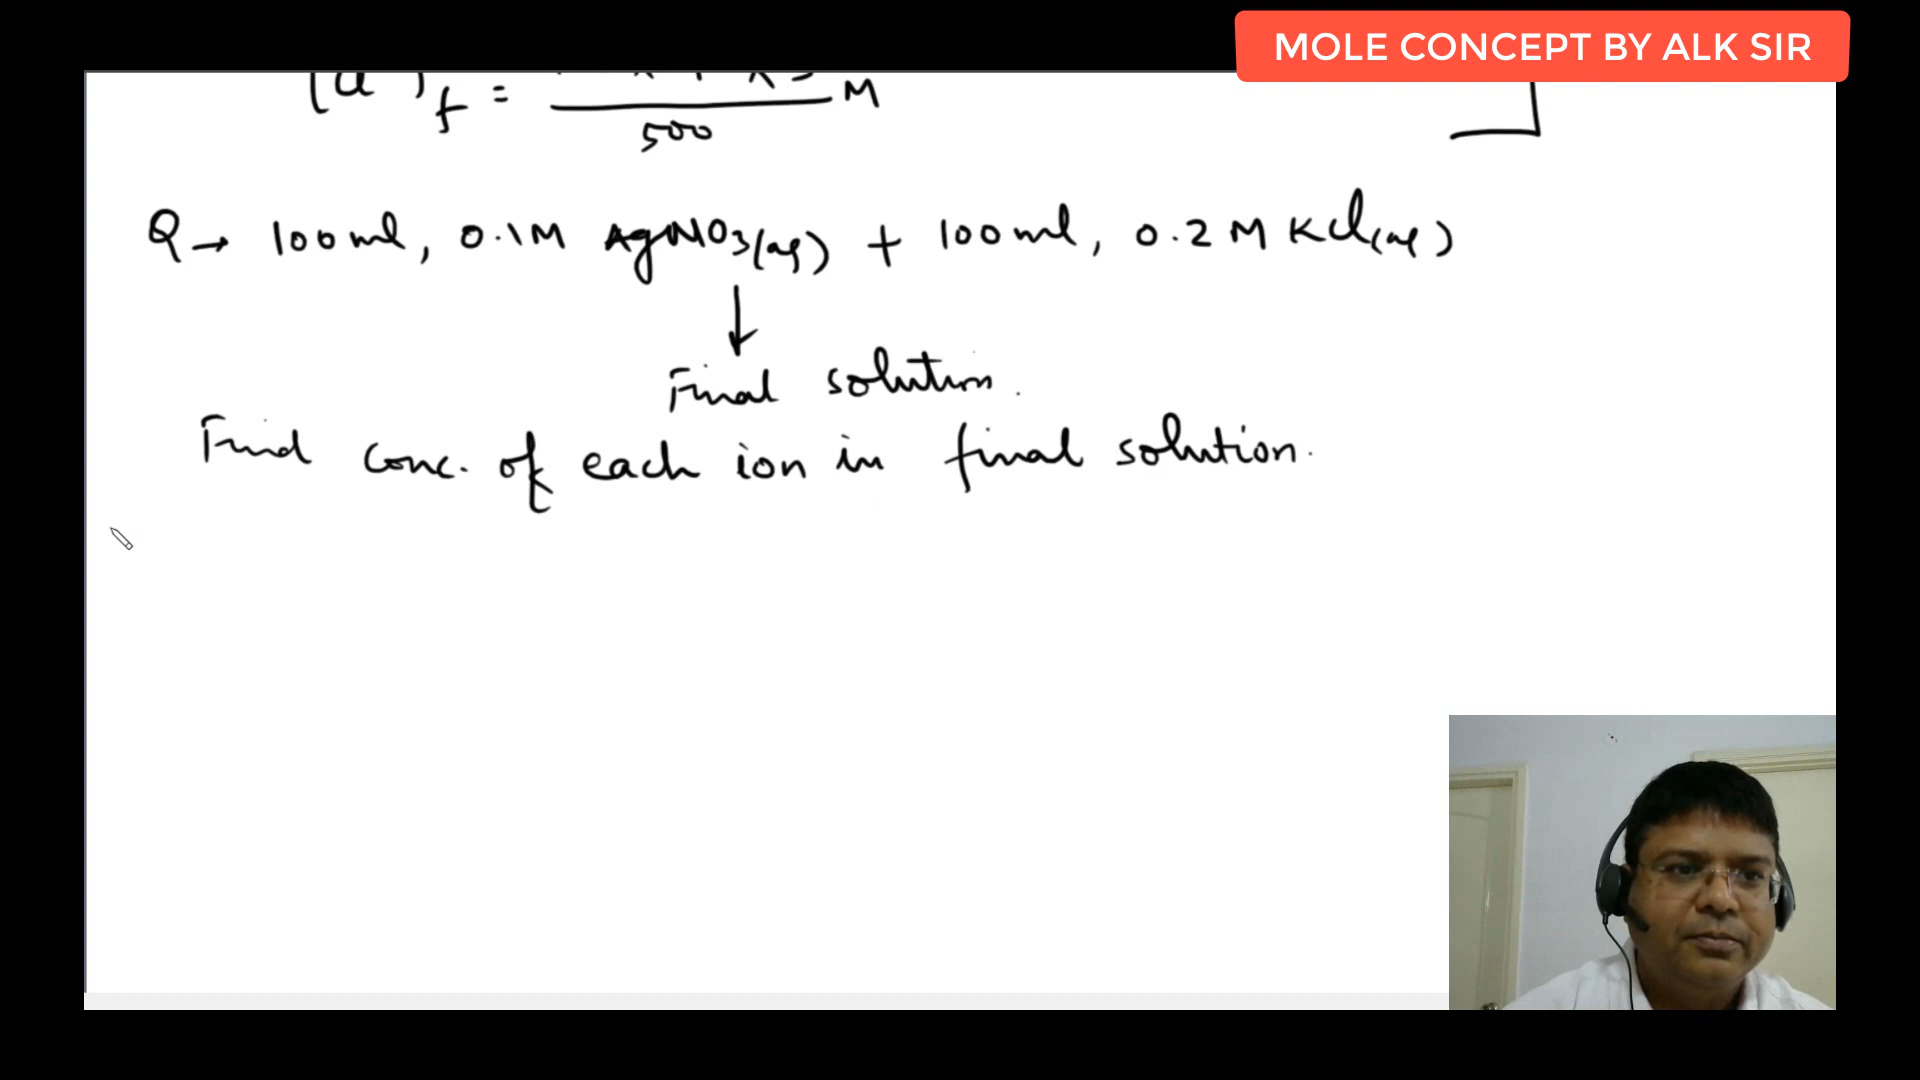 MOLE CONCEPT BY ALK SIR
f = M
500
Q → 100 ml, 0.1M AgNO3(aq) + 100 ml, 0.2 M KCl(aq)
↓
Final solution.
Find conc. of each ion in final solution.